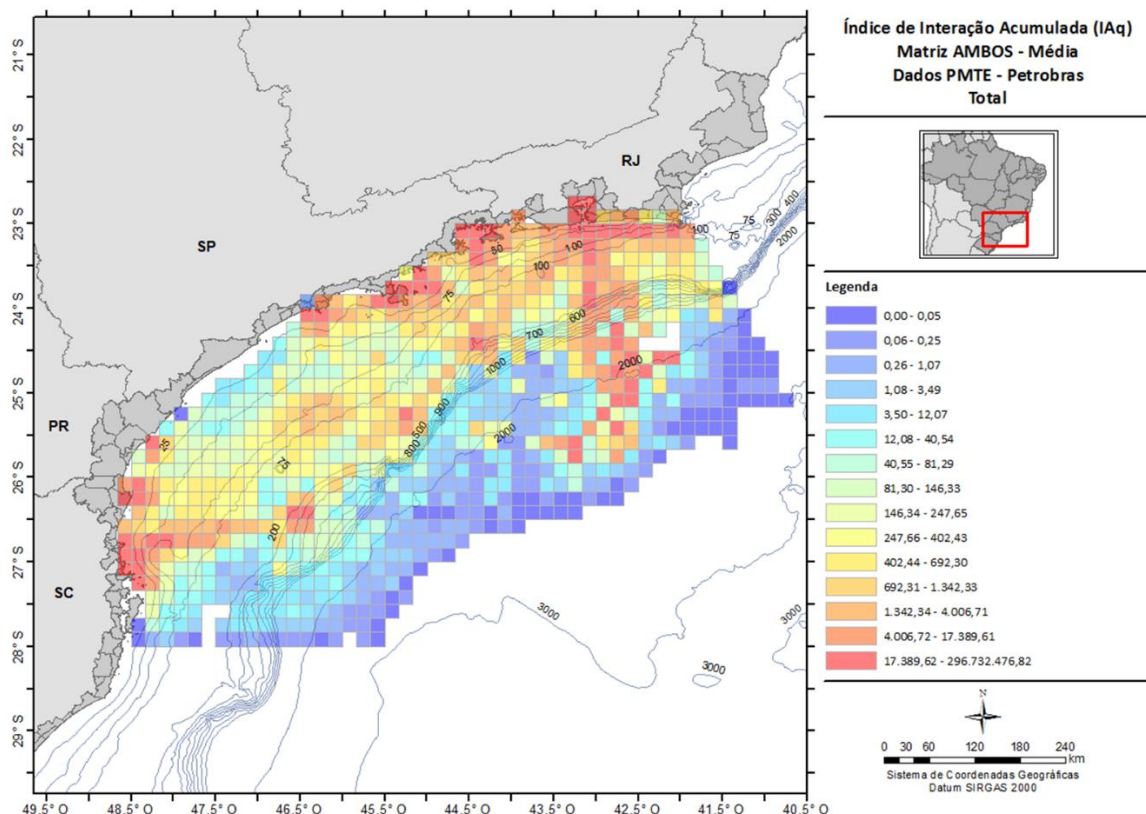 Índice de Interação Acumulada (IAq)
Matriz AMBOS - Média
Dados PMTE - Petrobras
Total
21°S
22°S
23°S
24°S
25°S
26°S
27°S
28°S
29°S
SP
RJ
PR
SC
50
100
100
75
100
75
75
300
400
2000
600
700
1000
900
500
800
2000
2000
25
75
200
3000
3000
3000
Legenda
0,00 - 0,05
0,06 - 0,25
0,26 - 1,07
1,08 - 3,49
3,50 - 12,07
12,08 - 40,54
40,55 - 81,29
81,30 - 146,33
146,34 - 247,65
247,66 - 402,43
402,44 - 692,30
692,31 - 1.342,33
1.342,34 - 4.006,71
4.006,72 - 17.389,61
17.389,62 - 296.732.476,82
N
0 30 60 120 180 240
km
Sistema de Coordenadas Geográficas
Datum SIRGAS 2000
49.5 O 48.5 O 47.5 O 46.5 O 45.5 O 44.5 O 43.5 O 42.5 O 41.5 O 40.5 O